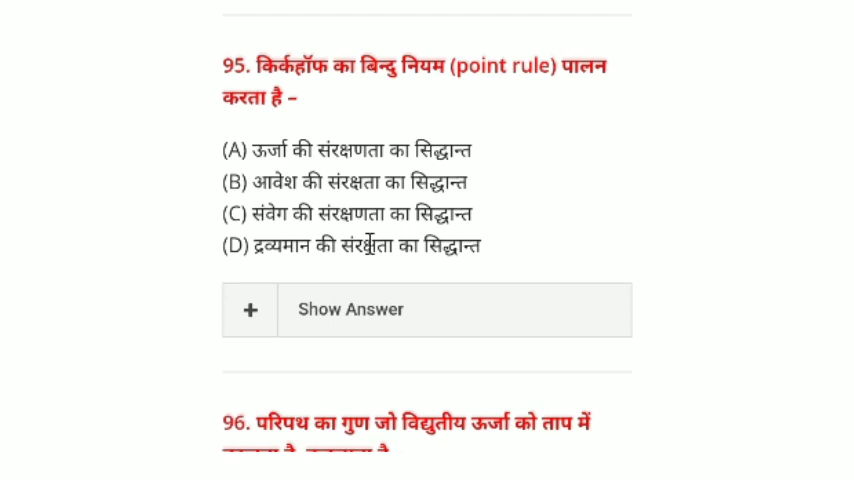 95. किर्कहॉफ का बिन्दु नियम (point rule) पालन
करता है –
(A) ऊर्जा की संरक्षणता का सिद्धान्त
(B) आवेश की संरक्षता का सिद्धान्त
(C) संवेग की संरक्षणता का सिद्धान्त
(D) द्रव्यमान की संरक्षता का सिद्धान्त
+ Show Answer
96. परिपथ का गुण जो विद्युतीय ऊर्जा को ताप में